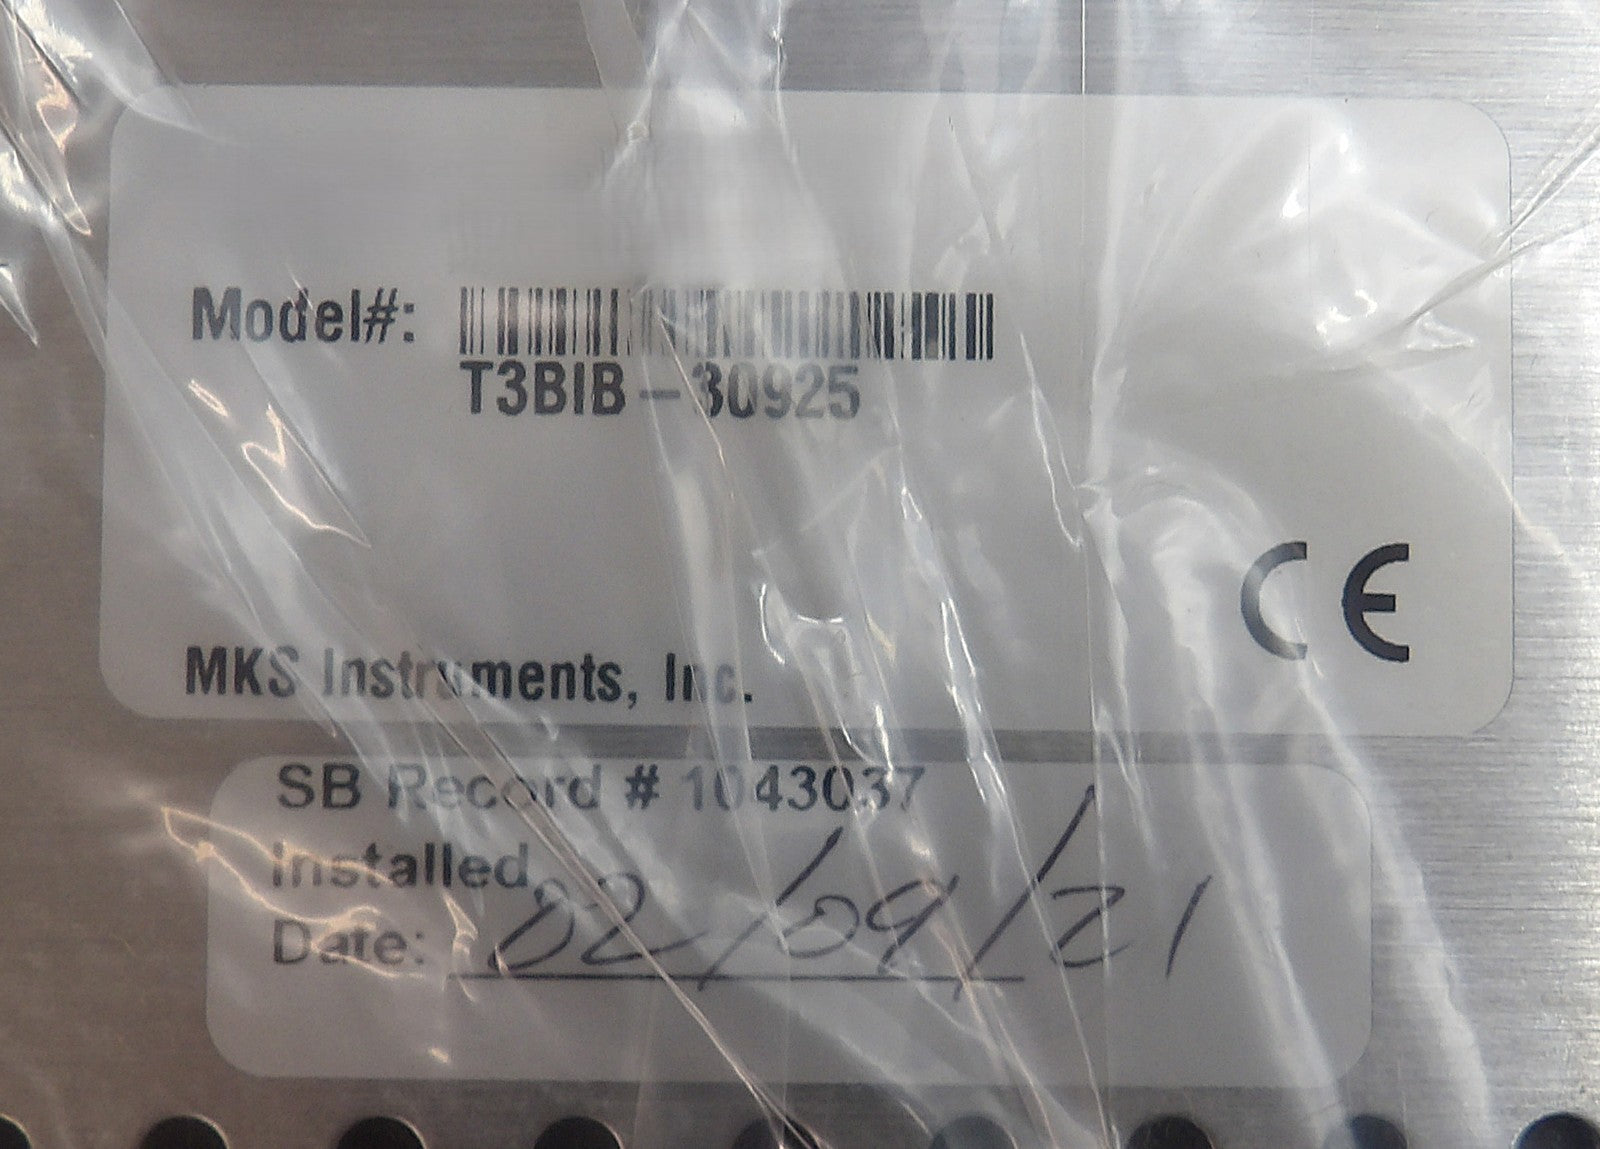 Model#:
T3BIB-30925
CE
MKS Instruments, Inc.
SB Record # 1043037
Installed
Date: 02/09/21